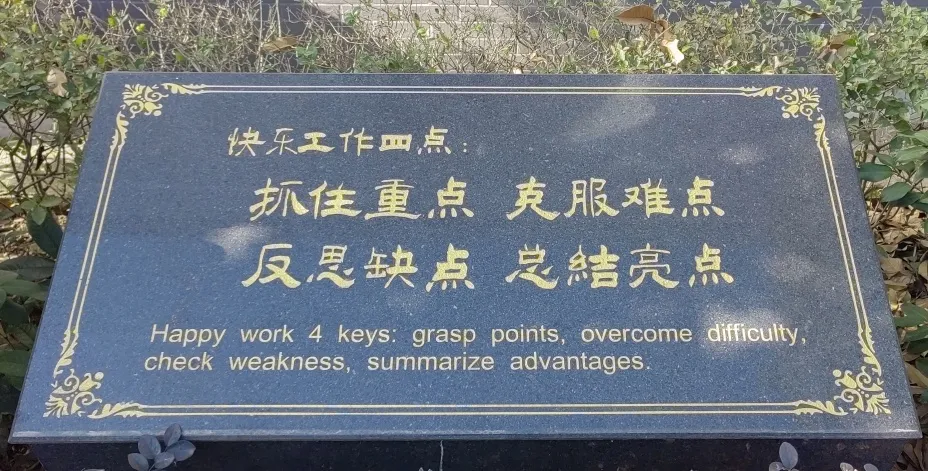 快乐工作四点：
抓住重点 克服难点
反思缺点 总結亮点
Happy work 4 keys: grasp points, overcome difficulty,
check weakness, summarize advantages.